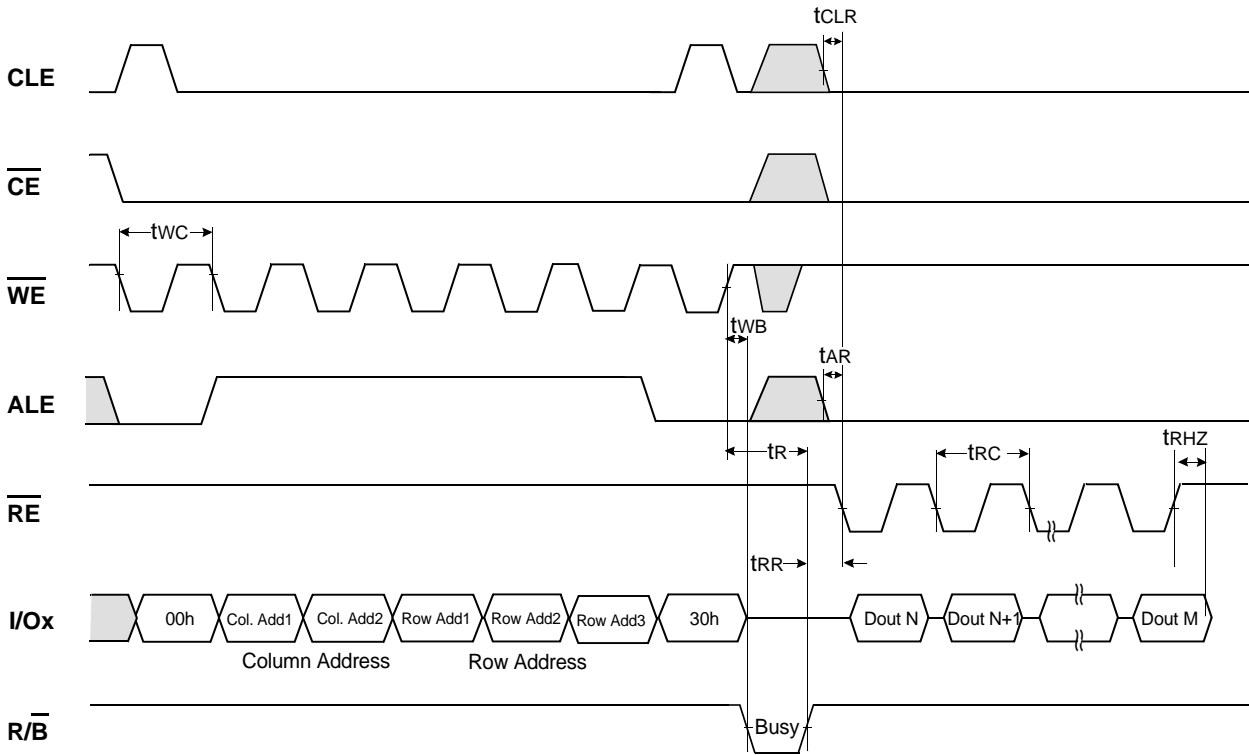 tCLR
CLE
CE
tWC
WE
tWB
tAR
ALE
tR
tRC
tRHZ
RE
tRR
I/Ox
00h
Col. Add1
Col. Add2
Row Add1
Row Add2
Row Add3
30h
Dout N
Dout N+1
Dout M
Column Address
Row Address
R/B
Busy